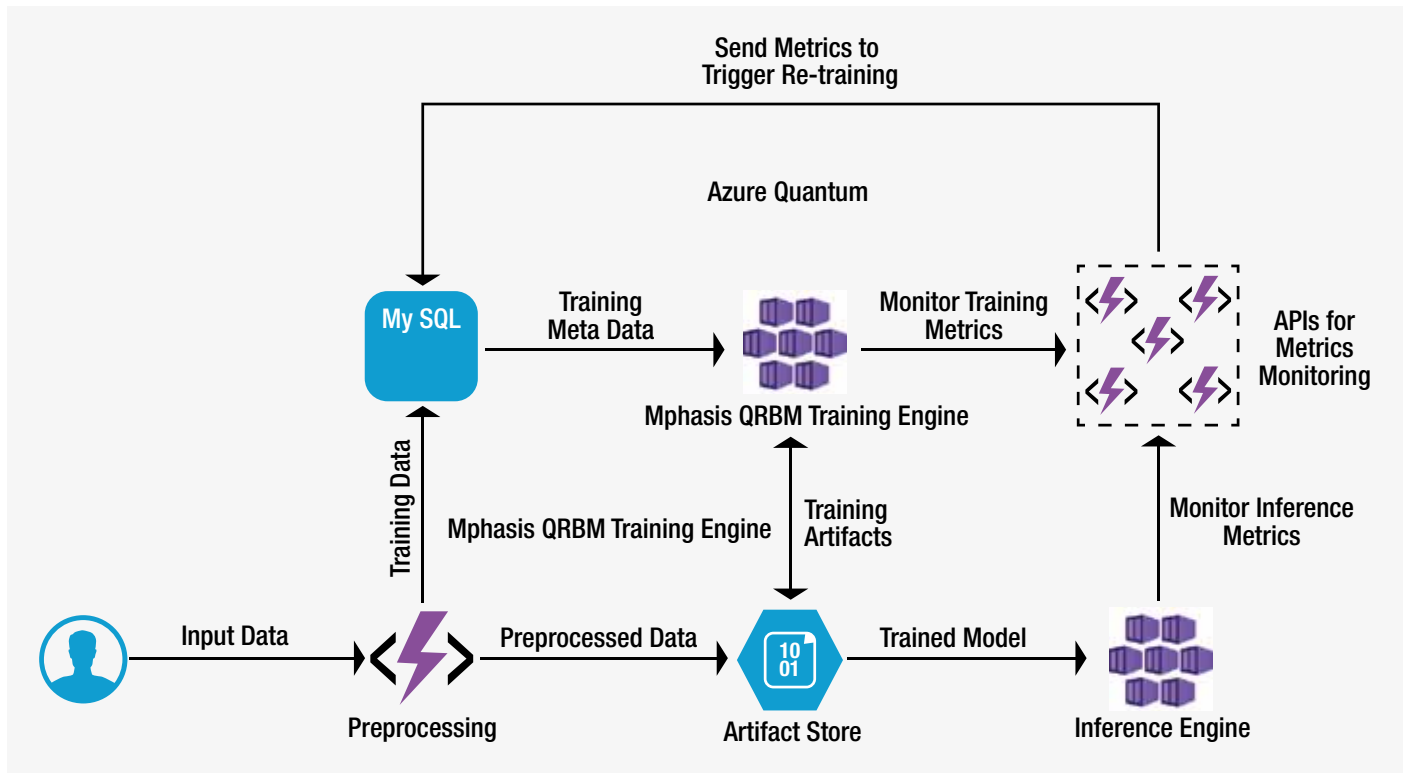 Send Metrics to
Trigger Re-training
Azure Quantum
My SQL
Training
Meta Data
Monitor Training
Metrics
APIs for
Metrics
Monitoring
Mphasis QRBM Training Engine
Training Data
Mphasis QRBM Training Engine
Training
Artifacts
Monitor Inference
Metrics
Input Data
Preprocessed Data
10
01
Trained Model
Preprocessing
Artifact Store
Inference Engine